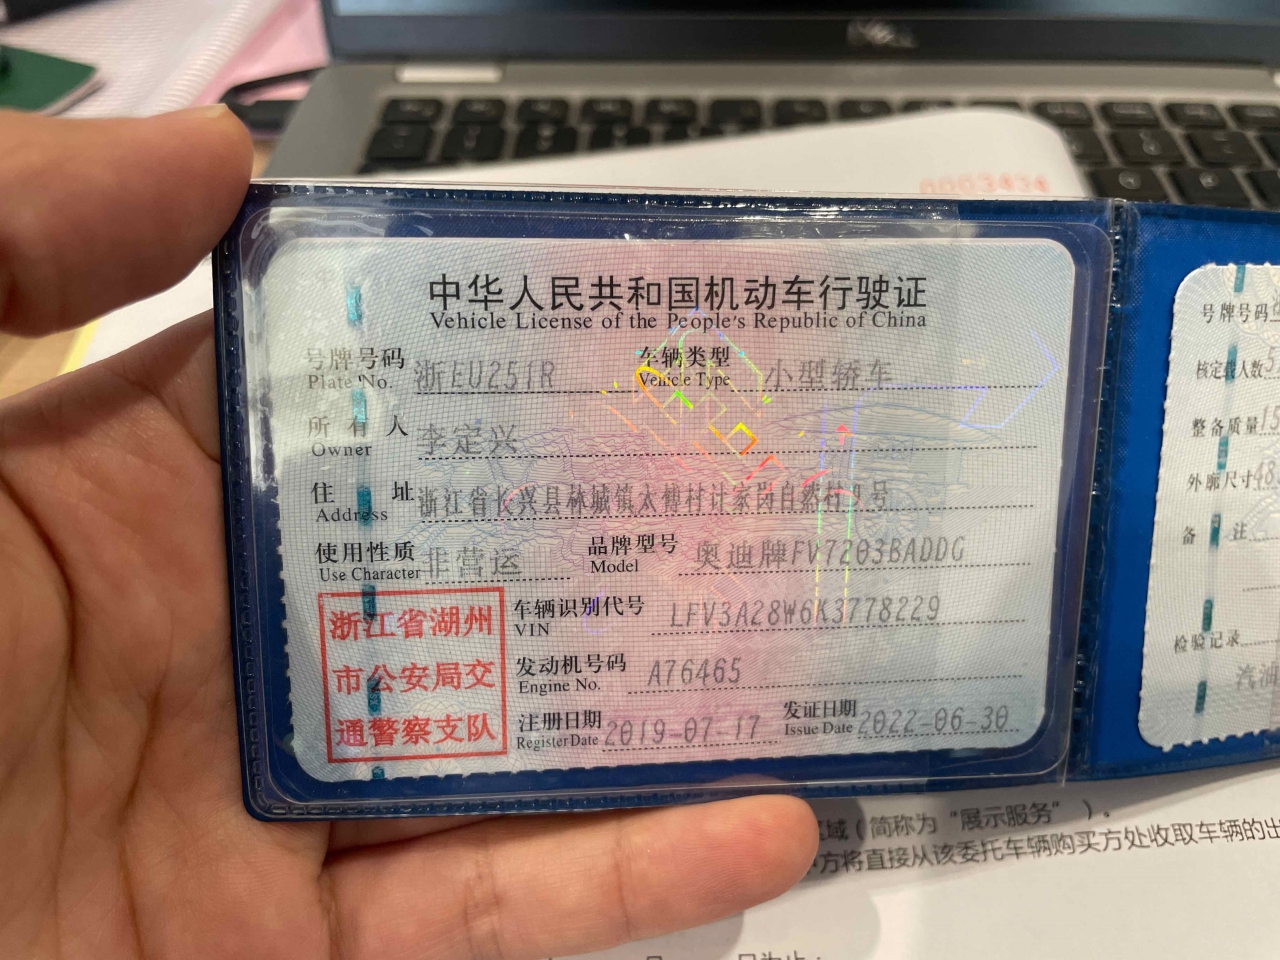 DELL
0003434
中华人民共和国机动车行驶证
Vehicle License of the People's Republic of China
号牌号码 浙EU251R 车辆类型 小型轿车
Plate No. Vehicle Type
所有人 李定兴
Owner
住址 浙江省长兴县林城镇太傅村计家岗自然村9号
Address
使用性质 非营运 品牌型号 奥迪牌FV7203BADDG
Use Character Model
浙江省湖州
市公安局交
通警察支队
车辆识别代号 LFV3A28W6K3778229
VIN
发动机号码 A76465
Engine No.
注册日期 2019-07-17 发证日期 2022-06-30
Register Date Issue Date
号牌号码
核定载人数 5
整备质量 15
外廓尺寸 48
备注
检验记录
汽油
域（简称为“展示服务”）。
方将直接从该委托车辆购买方处收取车辆的出